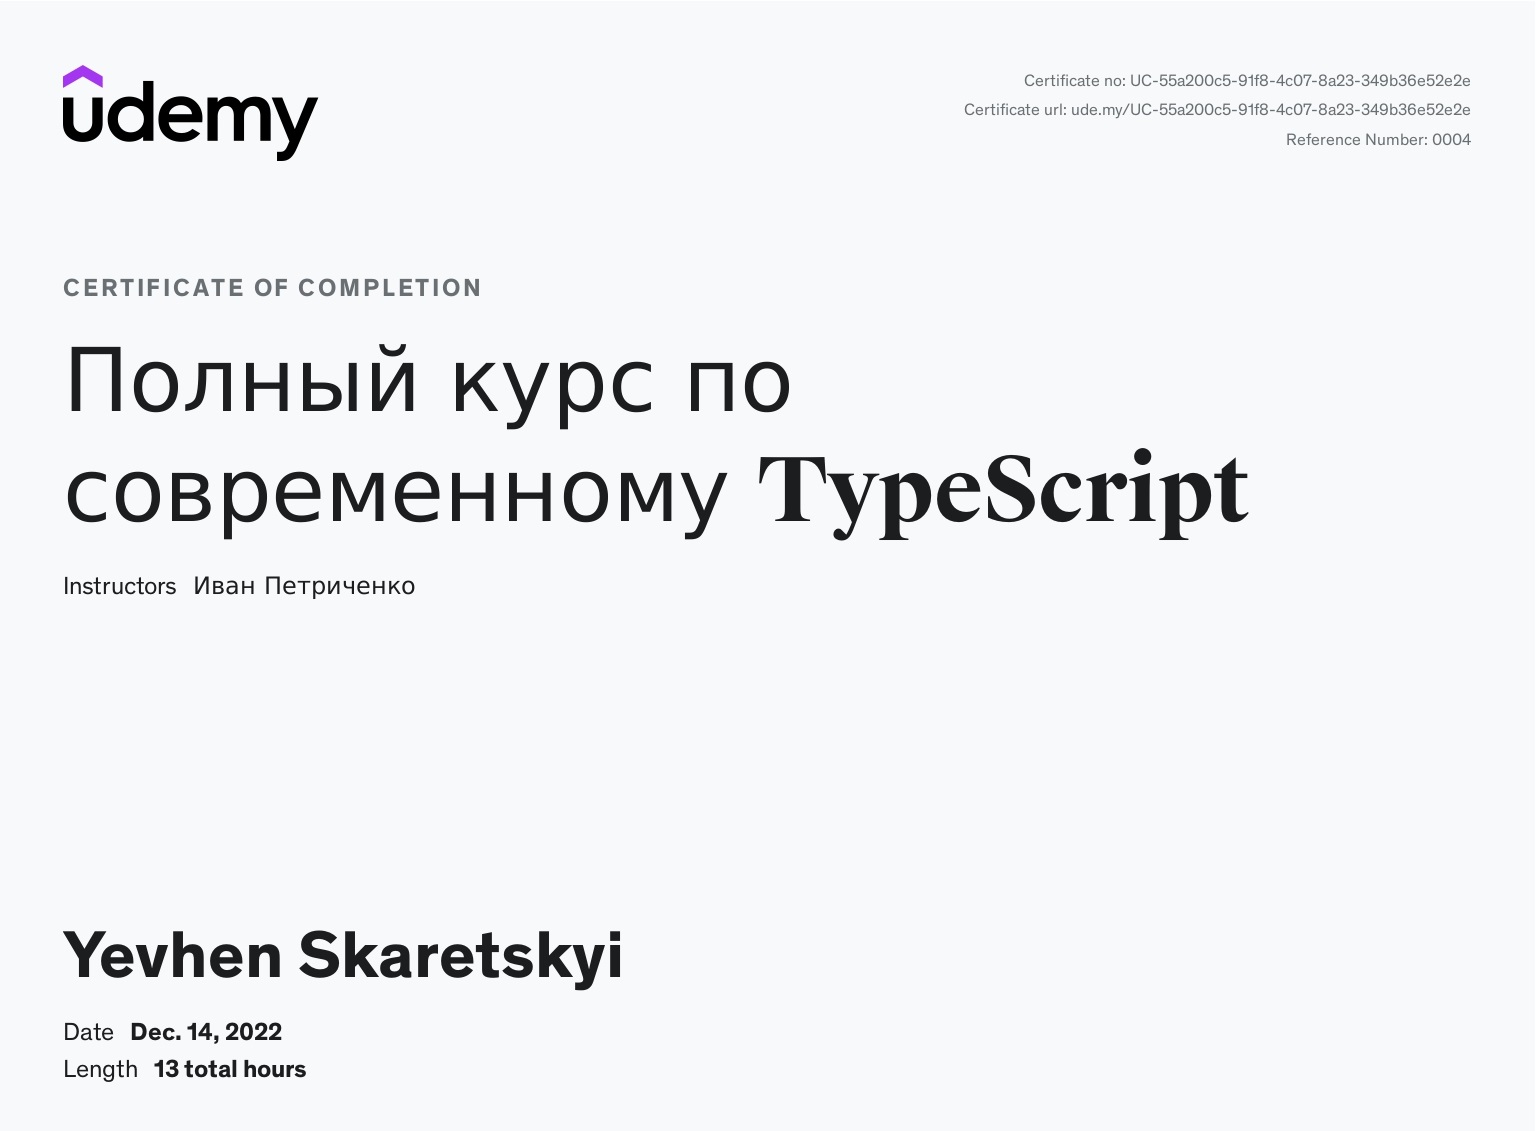 udemy
Certificate no: UC-55a200c5-91f8-4c07-8a23-349b36e52e2e
Certificate url: ude.my/UC-55a200c5-91f8-4c07-8a23-349b36e52e2e
Reference Number: 0004
CERTIFICATE OF COMPLETION
Полный курс по
современному TypeScript
Instructors Иван Петриченко
Yevhen Skaretskyi
Date Dec. 14, 2022
Length 13 total hours